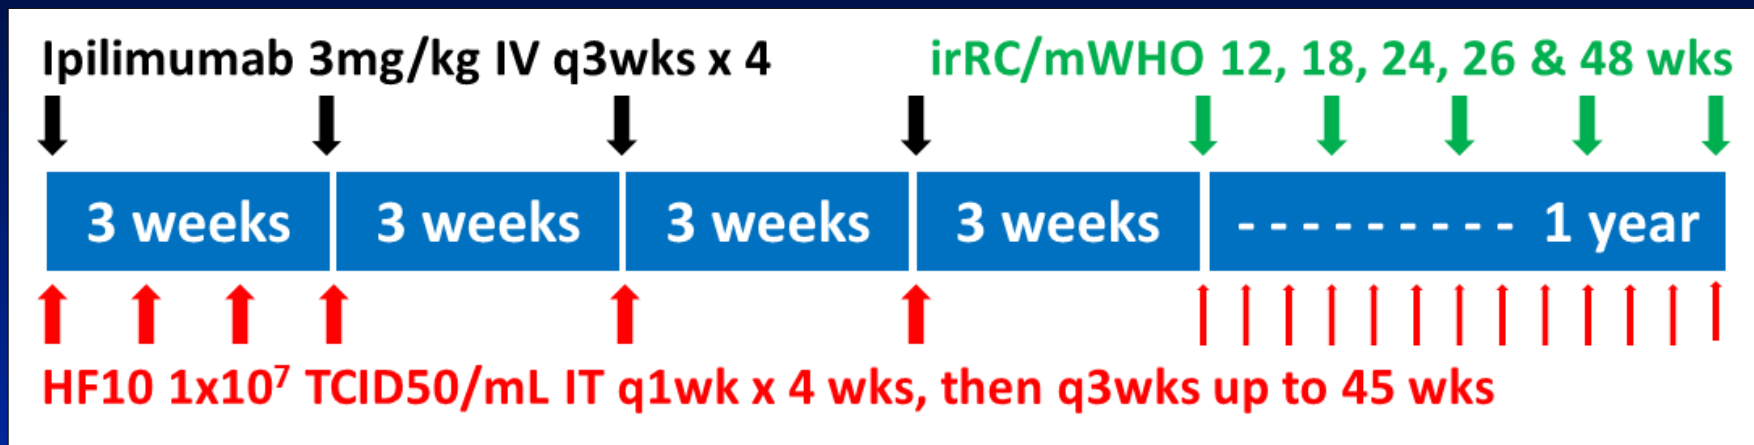 Ipilimumab 3mg/kg IV q3wks x 4
irRC/mWHO 12, 18, 24, 26 & 48 wks
3 weeks
3 weeks
3 weeks
3 weeks
- - - - - - - - - 1 year
HF10 1x10⁷ TCID50/mL IT q1wk x 4 wks, then q3wks up to 45 wks